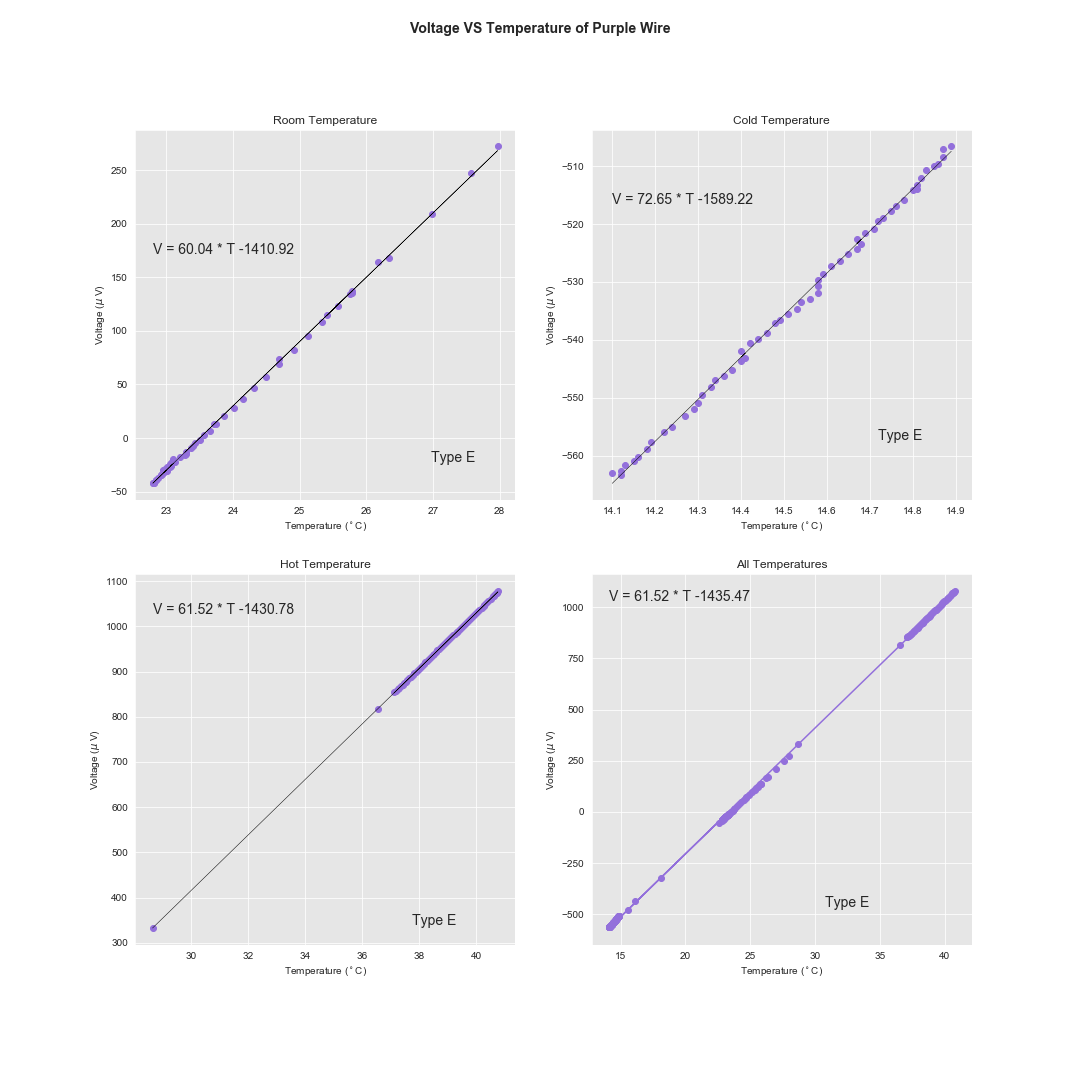 Voltage VS Temperature of Purple Wire
Room Temperature
250
200
150
100
50
0
−50
Voltage (μ V)
V = 60.04 * T -1410.92
Type E
23 24 25 26 27 28
Temperature (°C)
Cold Temperature
−510
−520
−530
−540
−550
−560
Voltage (μ V)
V = 72.65 * T -1589.22
Type E
14.1 14.2 14.3 14.4 14.5 14.6 14.7 14.8 14.9
Temperature (°C)
Hot Temperature
1100
1000
900
800
700
600
500
400
300
Voltage (μ V)
V = 61.52 * T -1430.78
Type E
30 32 34 36 38 40
Temperature (°C)
All Temperatures
1000
750
500
250
0
−250
−500
Voltage (μ V)
V = 61.52 * T -1435.47
Type E
15 20 25 30 35 40
Temperature (°C)